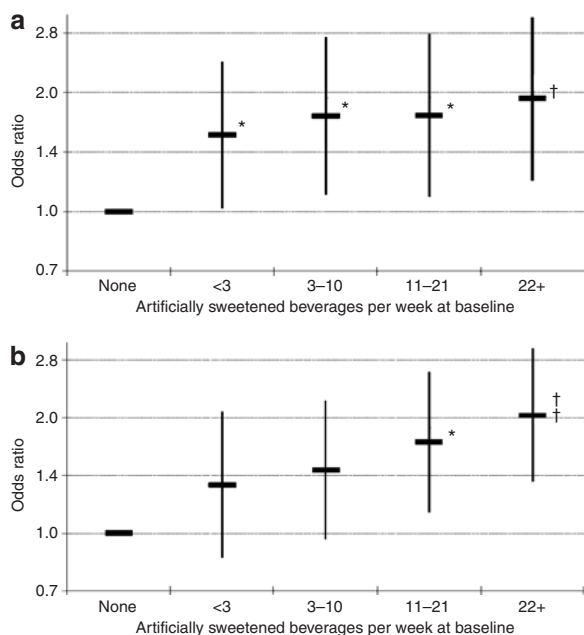 a
2.8
2.0
1.4
1.0
0.7
Odds ratio
*
*
*
†
None <3 3–10 11–21 22+
Artificially sweetened beverages per week at baseline
b
2.8
2.0
1.4
1.0
0.7
Odds ratio
*
†
†
None <3 3–10 11–21 22+
Artificially sweetened beverages per week at baseline